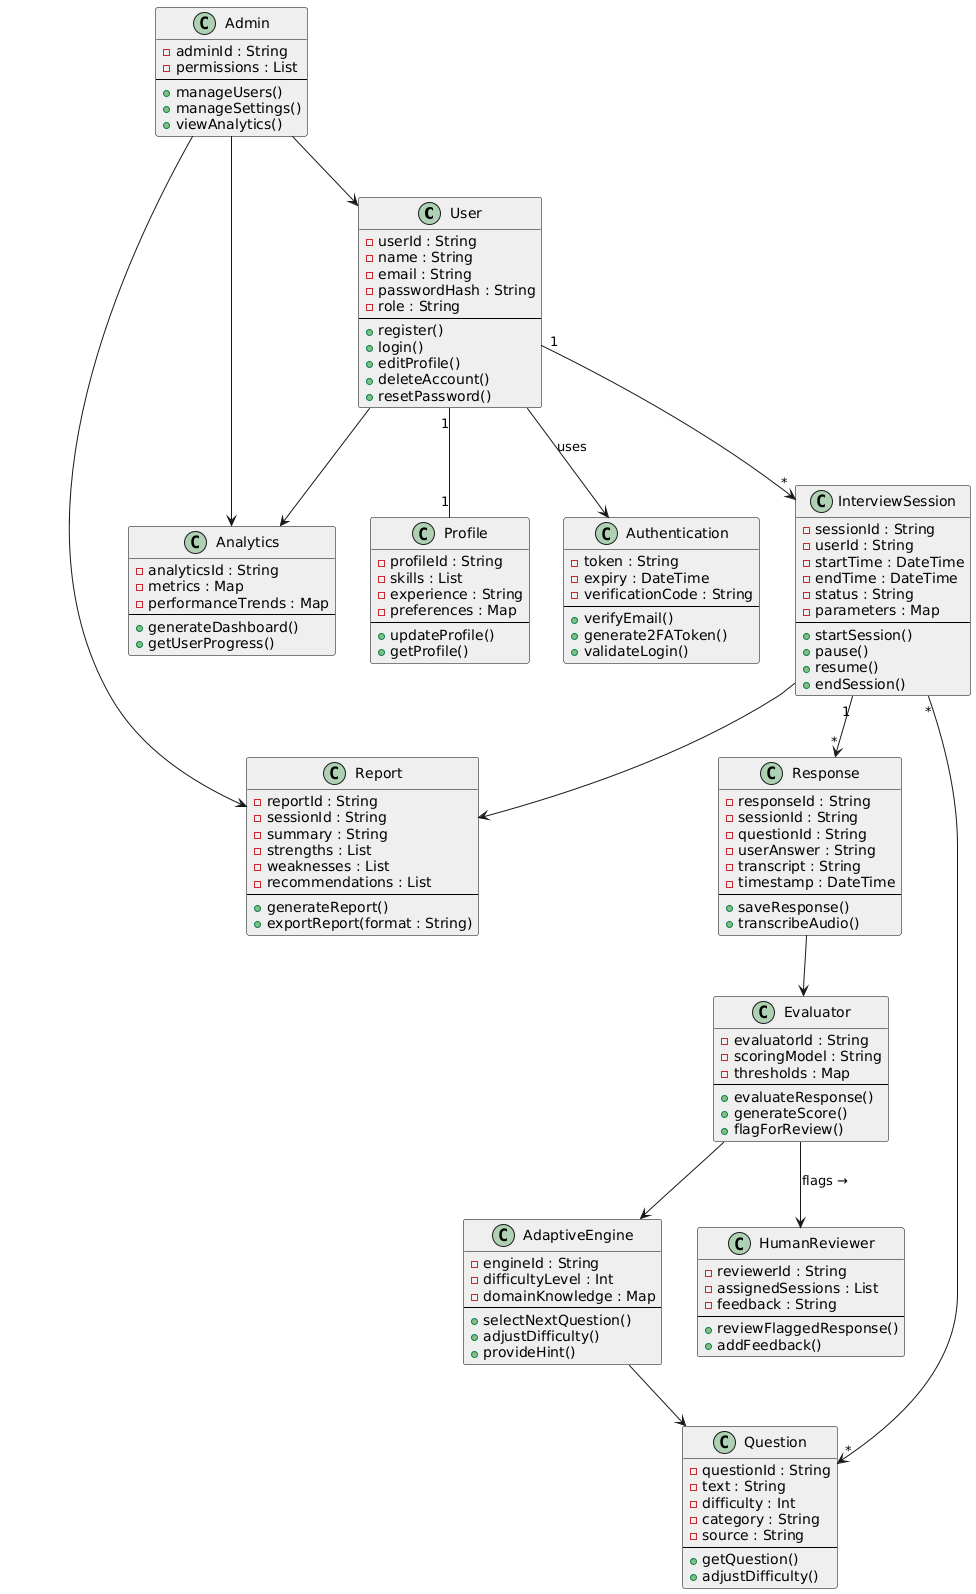 C Admin
adminId : String
permissions : List
manageUsers()
manageSettings()
viewAnalytics()
C User
userId : String
name : String
email : String
passwordHash : String
role : String
register()
login()
editProfile()
deleteAccount()
resetPassword()
1
*
1
1
uses
C InterviewSession
sessionId : String
userId : String
startTime : DateTime
endTime : DateTime
status : String
parameters : Map
startSession()
pause()
resume()
endSession()
C Analytics
analyticsId : String
metrics : Map
performanceTrends : Map
generateDashboard()
getUserProgress()
C Profile
profileId : String
skills : List
experience : String
preferences : Map
updateProfile()
getProfile()
C Authentication
token : String
expiry : DateTime
verificationCode : String
verifyEmail()
generate2FAToken()
validateLogin()
1
*
*
C Report
reportId : String
sessionId : String
summary : String
strengths : List
weaknesses : List
recommendations : List
generateReport()
exportReport(format : String)
C Response
responseId : String
sessionId : String
questionId : String
userAnswer : String
transcript : String
timestamp : DateTime
saveResponse()
transcribeAudio()
C Evaluator
evaluatorId : String
scoringModel : String
thresholds : Map
evaluateResponse()
generateScore()
flagForReview()
flags →
C AdaptiveEngine
engineId : String
difficultyLevel : Int
domainKnowledge : Map
selectNextQuestion()
adjustDifficulty()
provideHint()
C HumanReviewer
reviewerId : String
assignedSessions : List
feedback : String
reviewFlaggedResponse()
addFeedback()
*
C Question
questionId : String
text : String
difficulty : Int
category : String
source : String
getQuestion()
adjustDifficulty()